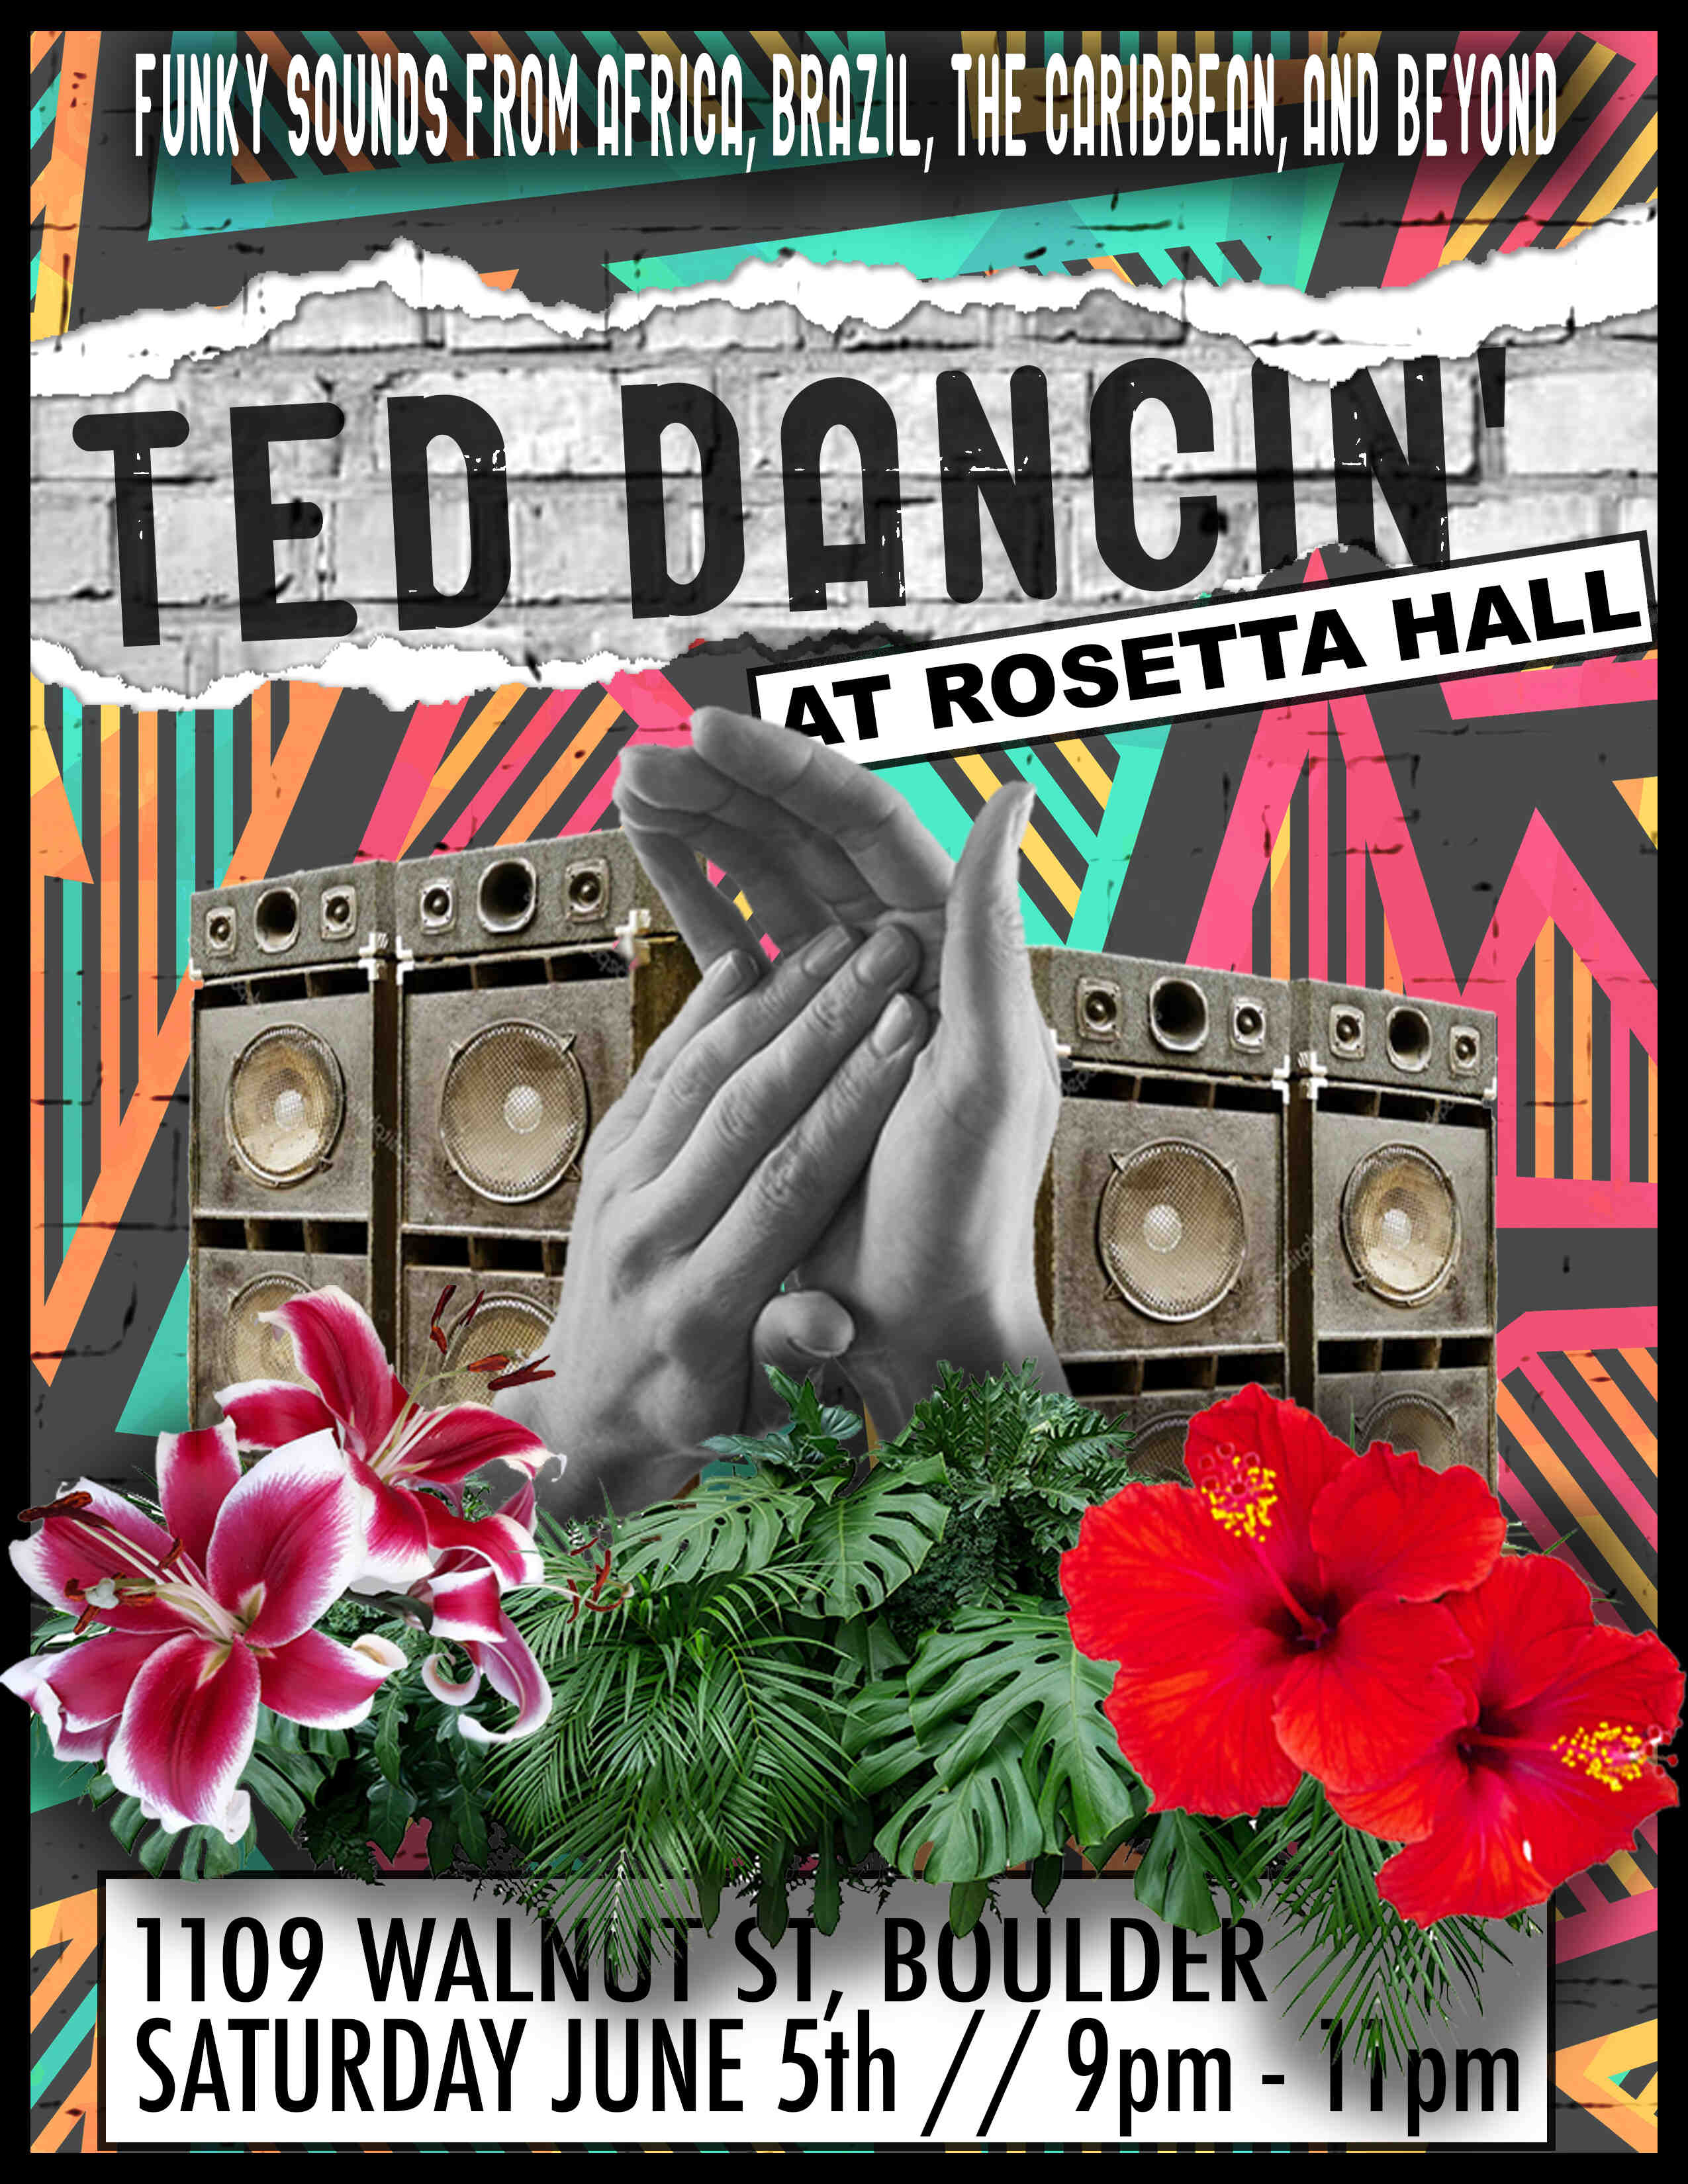 FUNKY SOUNDS FROM AFRICA, BRAZIL, THE CARIBBEAN, AND BEYOND
TED DANCIN'
AT ROSETTA HALL
1109 WALNUT ST, BOULDER
SATURDAY JUNE 5th // 9pm - 11pm